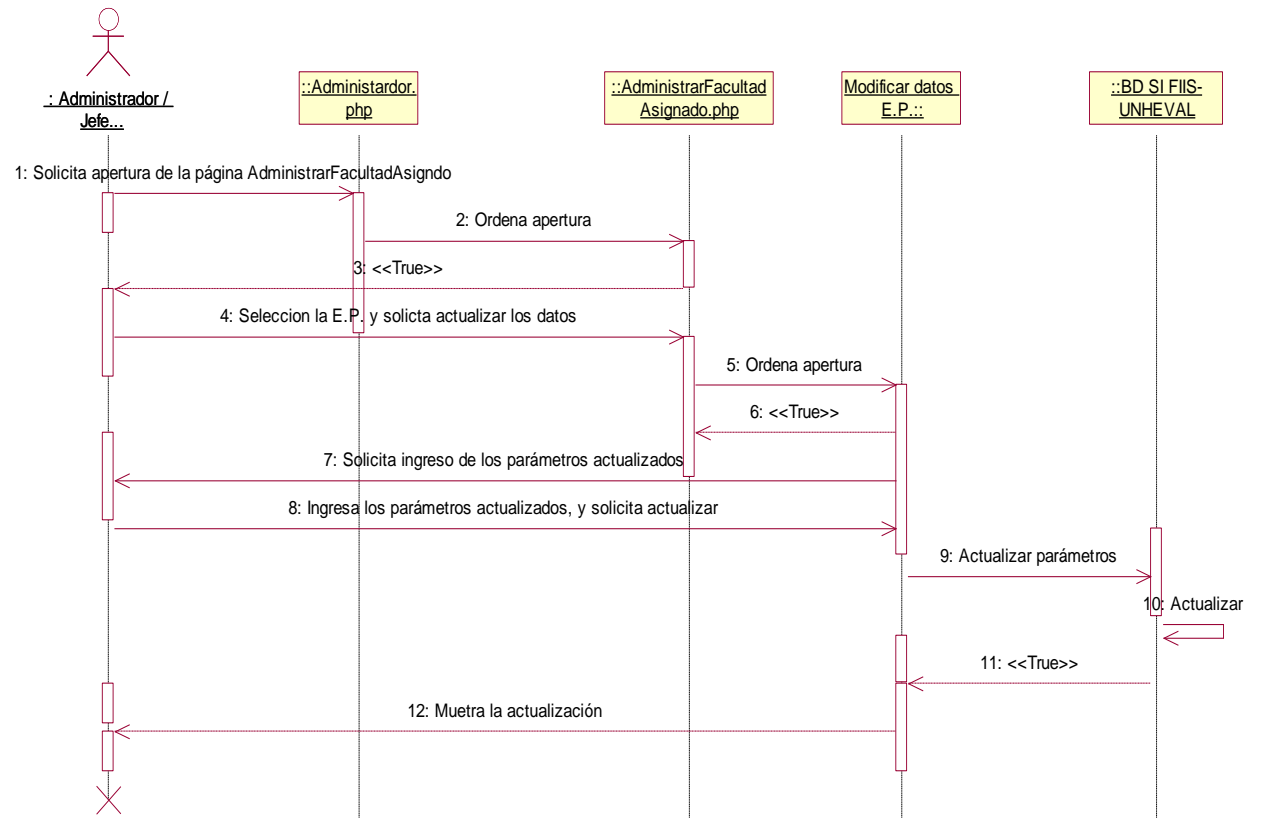 : Administrador /
Jefe...
::Administardor.
php
::AdministrarFacultad
Asignado.php
Modificar datos
E.P.::
::BD SI FIIS-
UNHEVAL
1: Solicita apertura de la página AdministrarFacultadAsigndo
2: Ordena apertura
3: <<True>>
4: Seleccion la E.P. y solicta actualizar los datos
5: Ordena apertura
6: <<True>>
7: Solicita ingreso de los parámetros actualizados
8: Ingresa los parámetros actualizados, y solicita actualizar
9: Actualizar parámetros
10: Actualizar
11: <<True>>
12: Muetra la actualización